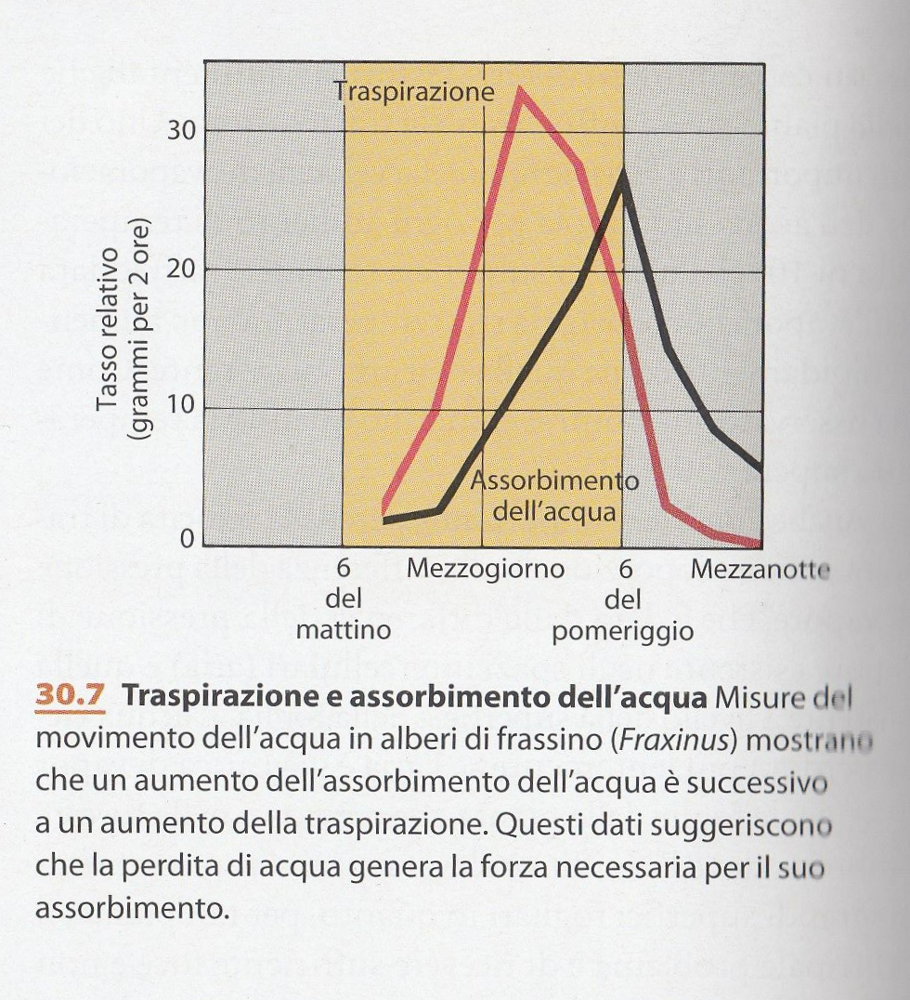 Traspirazione
30
20
10
0
Tasso relativo
(grammi per 2 ore)
Assorbimento
dell'acqua
6
del
mattino
Mezzogiorno
6
del
pomeriggio
Mezzanotte
30.7 Traspirazione e assorbimento dell'acqua Misure del
movimento dell'acqua in alberi di frassino (Fraxinus) mostrano
che un aumento dell'assorbimento dell'acqua è successivo
a un aumento della traspirazione. Questi dati suggeriscono
che la perdita di acqua genera la forza necessaria per il suo
assorbimento.